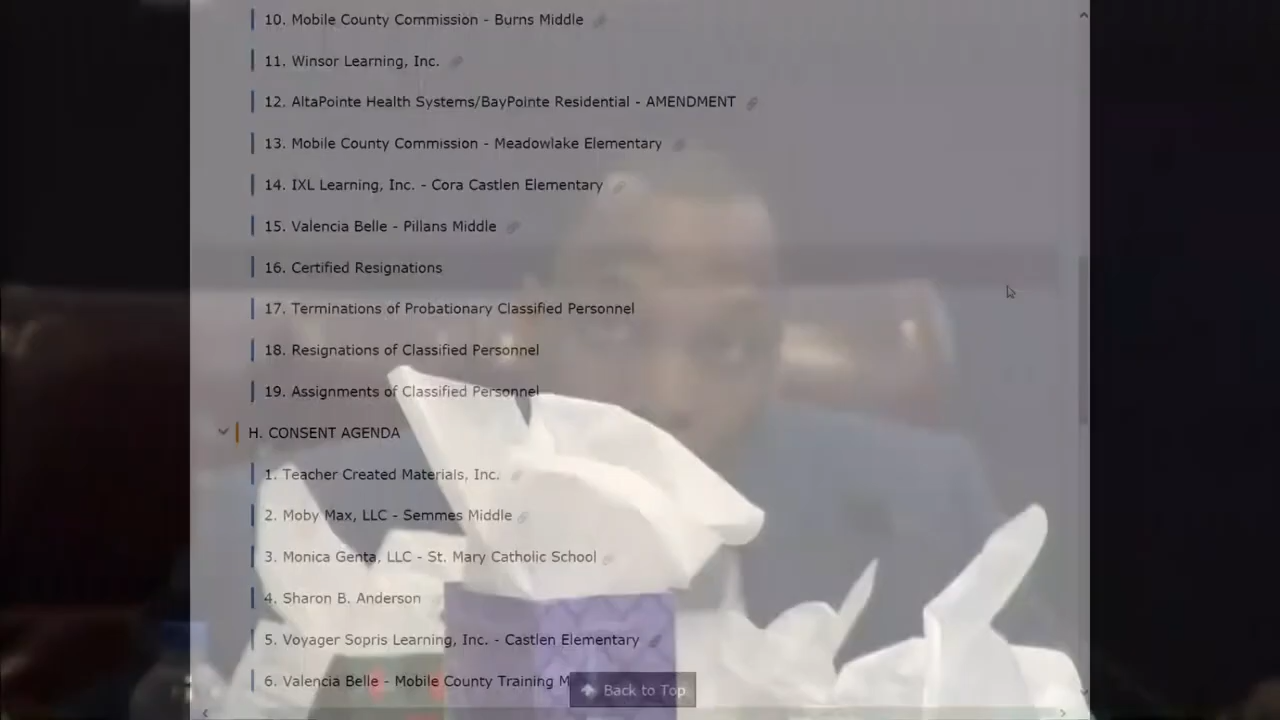 10. Mobile County Commission - Burns Middle
11. Winsor Learning, Inc.
12. AltaPointe Health Systems/BayPointe Residential - AMENDMENT
13. Mobile County Commission - Meadowlake Elementary
14. IXL Learning, Inc. - Cora Castlen Elementary
15. Valencia Belle - Pillans Middle
16. Certified Resignations
17. Terminations of Probationary Classified Personnel
18. Resignations of Classified Personnel
19. Assignments of Classified Personnel
H. CONSENT AGENDA
1. Teacher Created Materials, Inc.
2. Moby Max, LLC - Semmes Middle
3. Monica Genta, LLC - St. Mary Catholic School
4. Sharon B. Anderson
5. Voyager Sopris Learning, Inc. - Castlen Elementary
6. Valencia Belle - Mobile County Training M
Back to Top